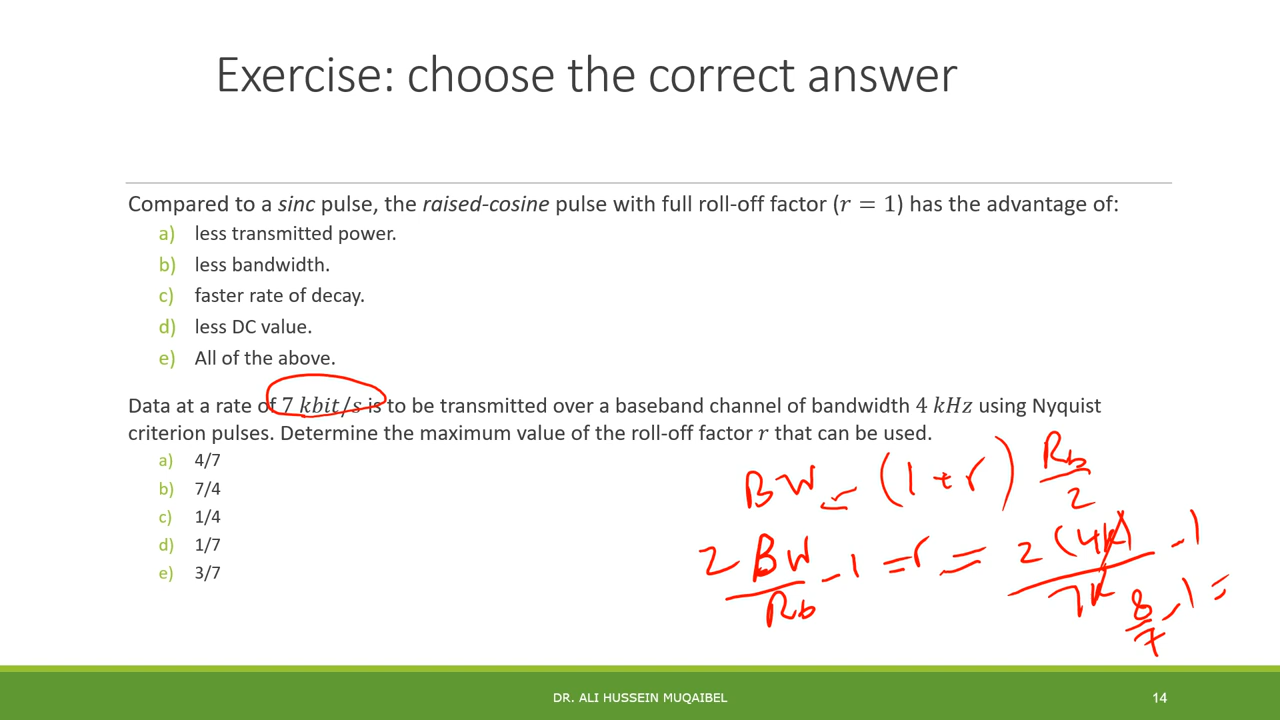 Exercise: choose the correct answer
Compared to a sinc pulse, the raised-cosine pulse with full roll-off factor (r = 1) has the advantage of:
a) less transmitted power.
b) less bandwidth.
c) faster rate of decay.
d) less DC value.
e) All of the above.
Data at a rate of 7 kbit/s is to be transmitted over a baseband channel of bandwidth 4 kHz using Nyquist
criterion pulses. Determine the maximum value of the roll-off factor r that can be used.
a) 4/7
b) 7/4
c) 1/4
d) 1/7
e) 3/7
BW = (1 + r) Rb/2
2 BW/Rb - 1 = r = 2(4k)/7k - 1
8/7 - 1 =
DR. ALI HUSSEIN MUQAIBEL
14